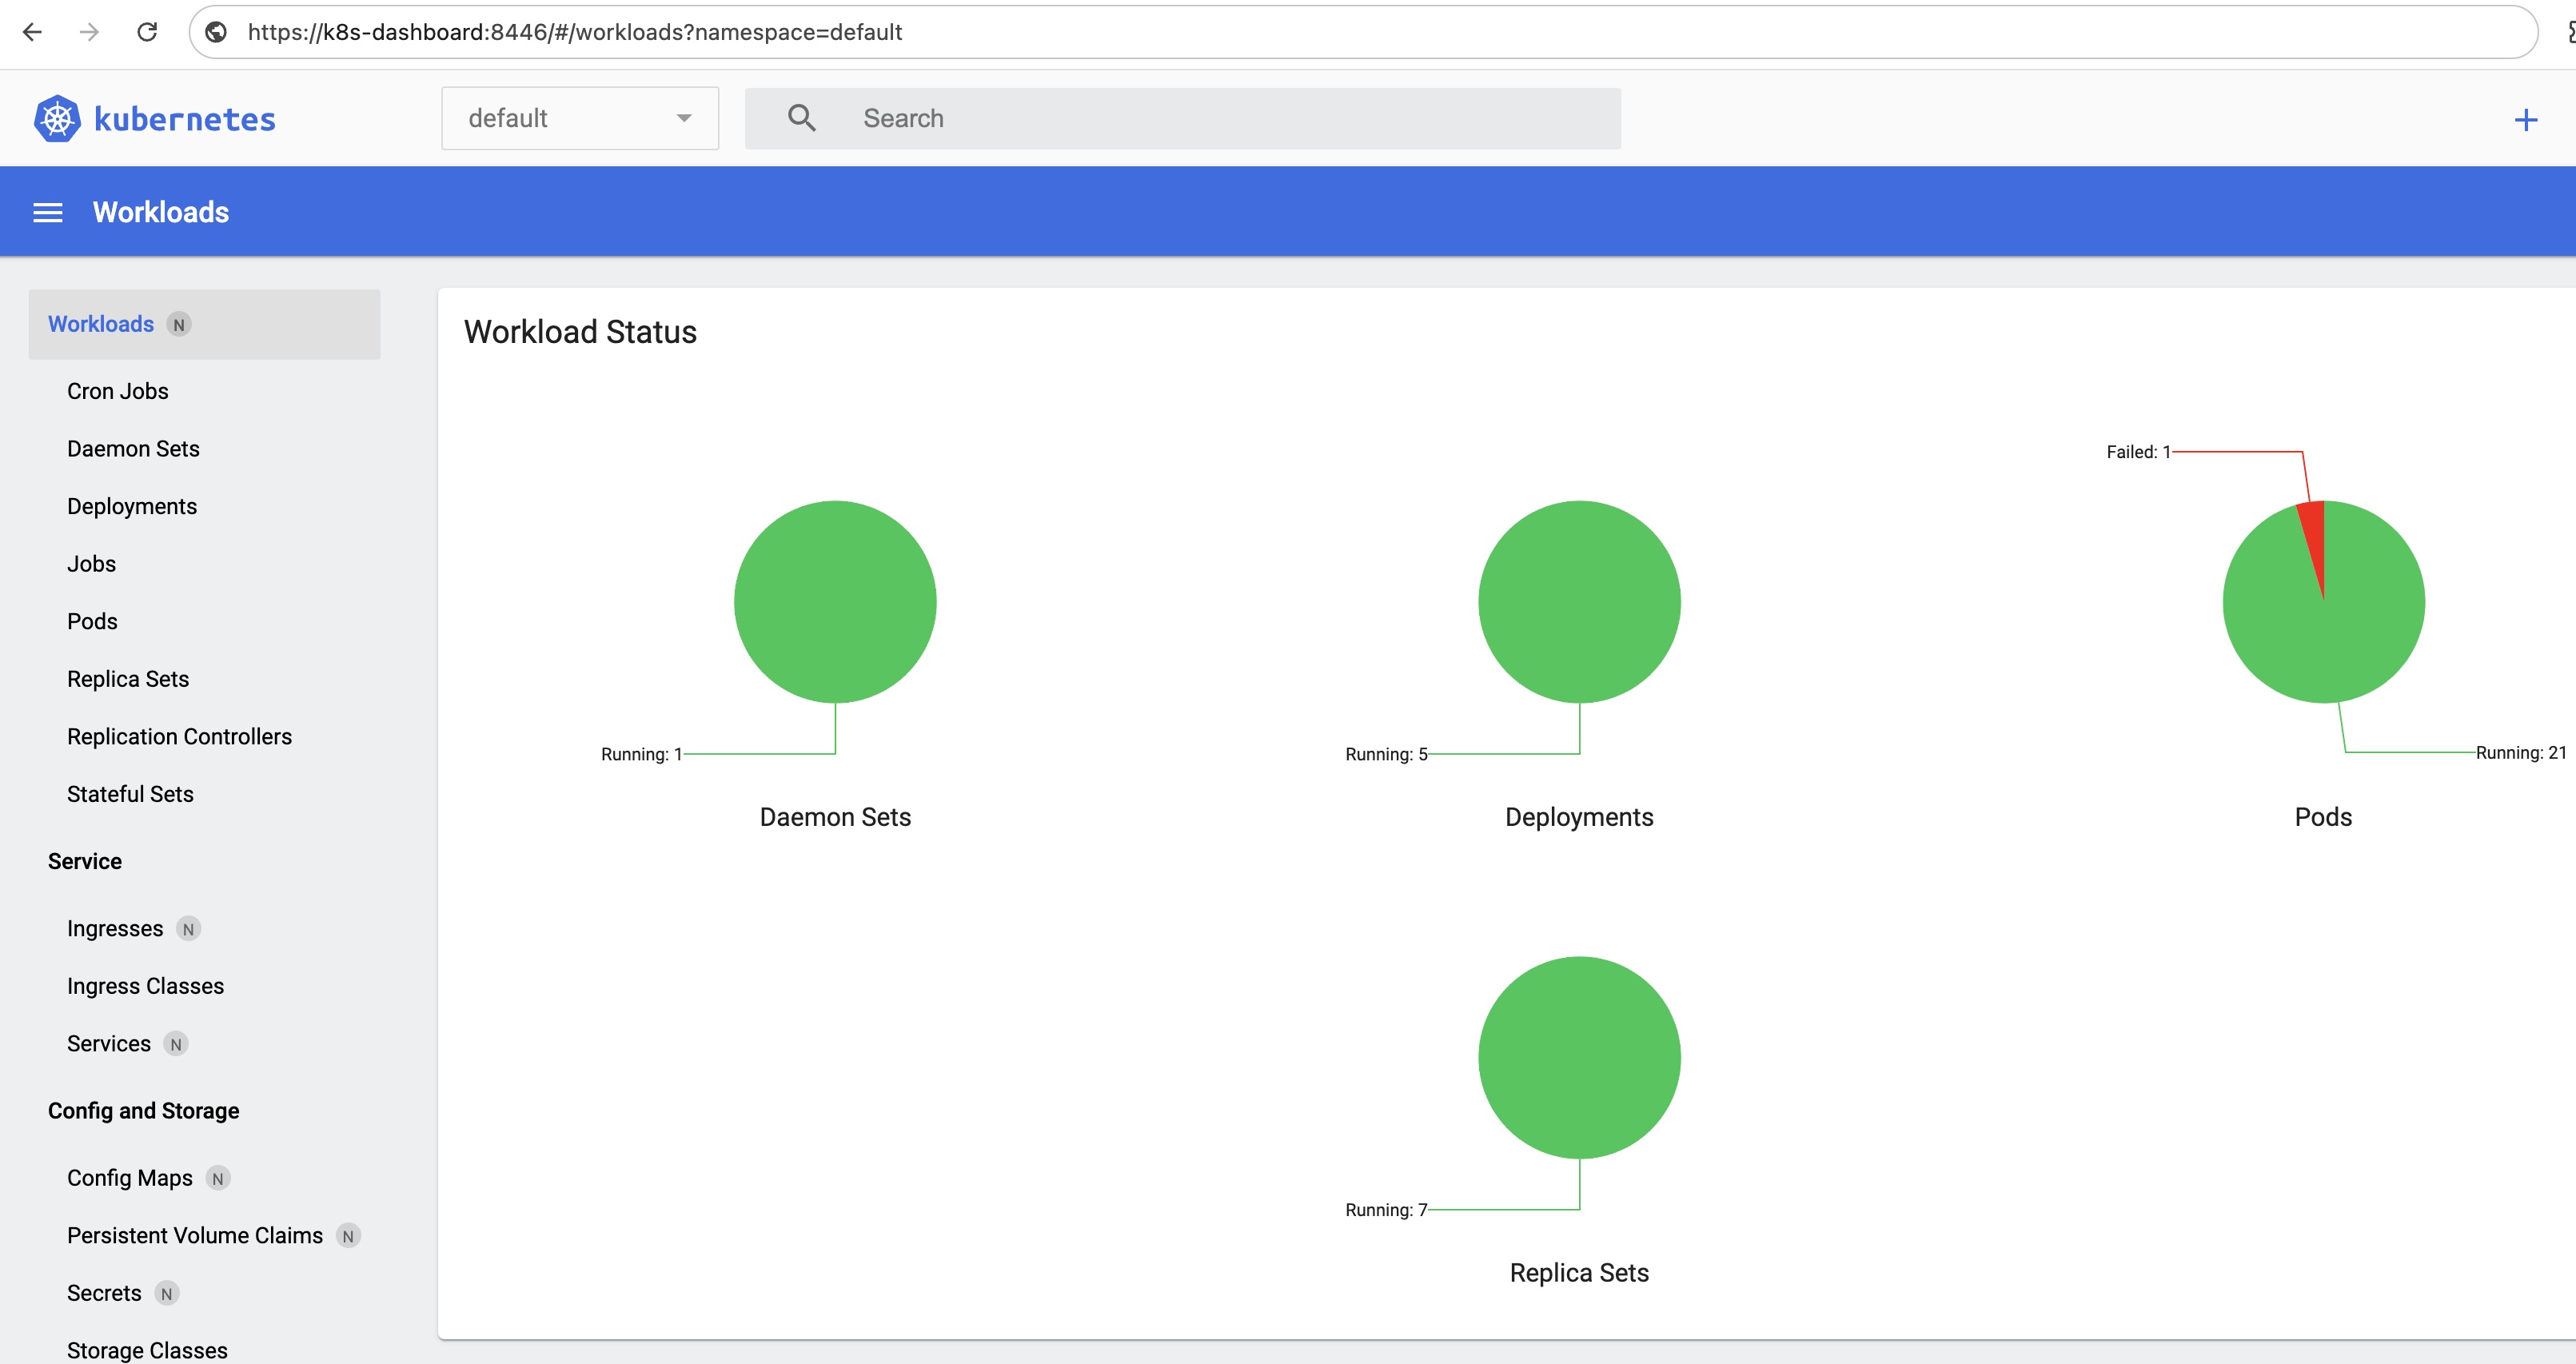 https://k8s-dashboard:8446/#/workloads?namespace=default
kubernetes
default
Search
Workloads
Workloads N
Cron Jobs
Daemon Sets
Deployments
Jobs
Pods
Replica Sets
Replication Controllers
Stateful Sets
Service
Ingresses N
Ingress Classes
Services N
Config and Storage
Config Maps N
Persistent Volume Claims N
Secrets N
Storage Classes
Workload Status
Running: 1
Daemon Sets
Running: 5
Deployments
Failed: 1
Running: 21
Pods
Running: 7
Replica Sets